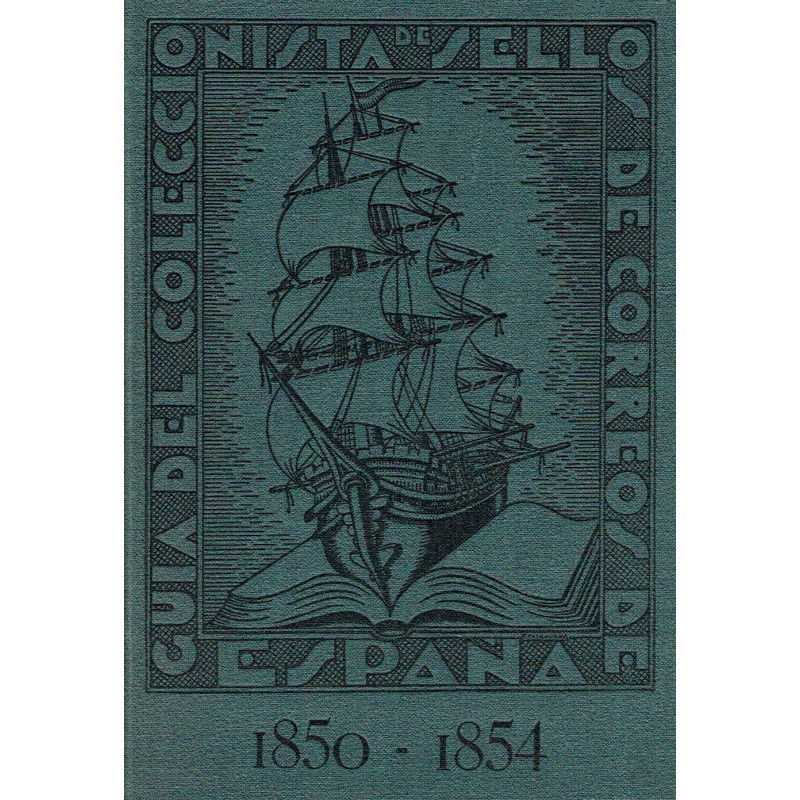 GUIA DEL COLECCIONISTA DE SELLOS DE CORREOS DE ESPAÑA
1850 - 1854